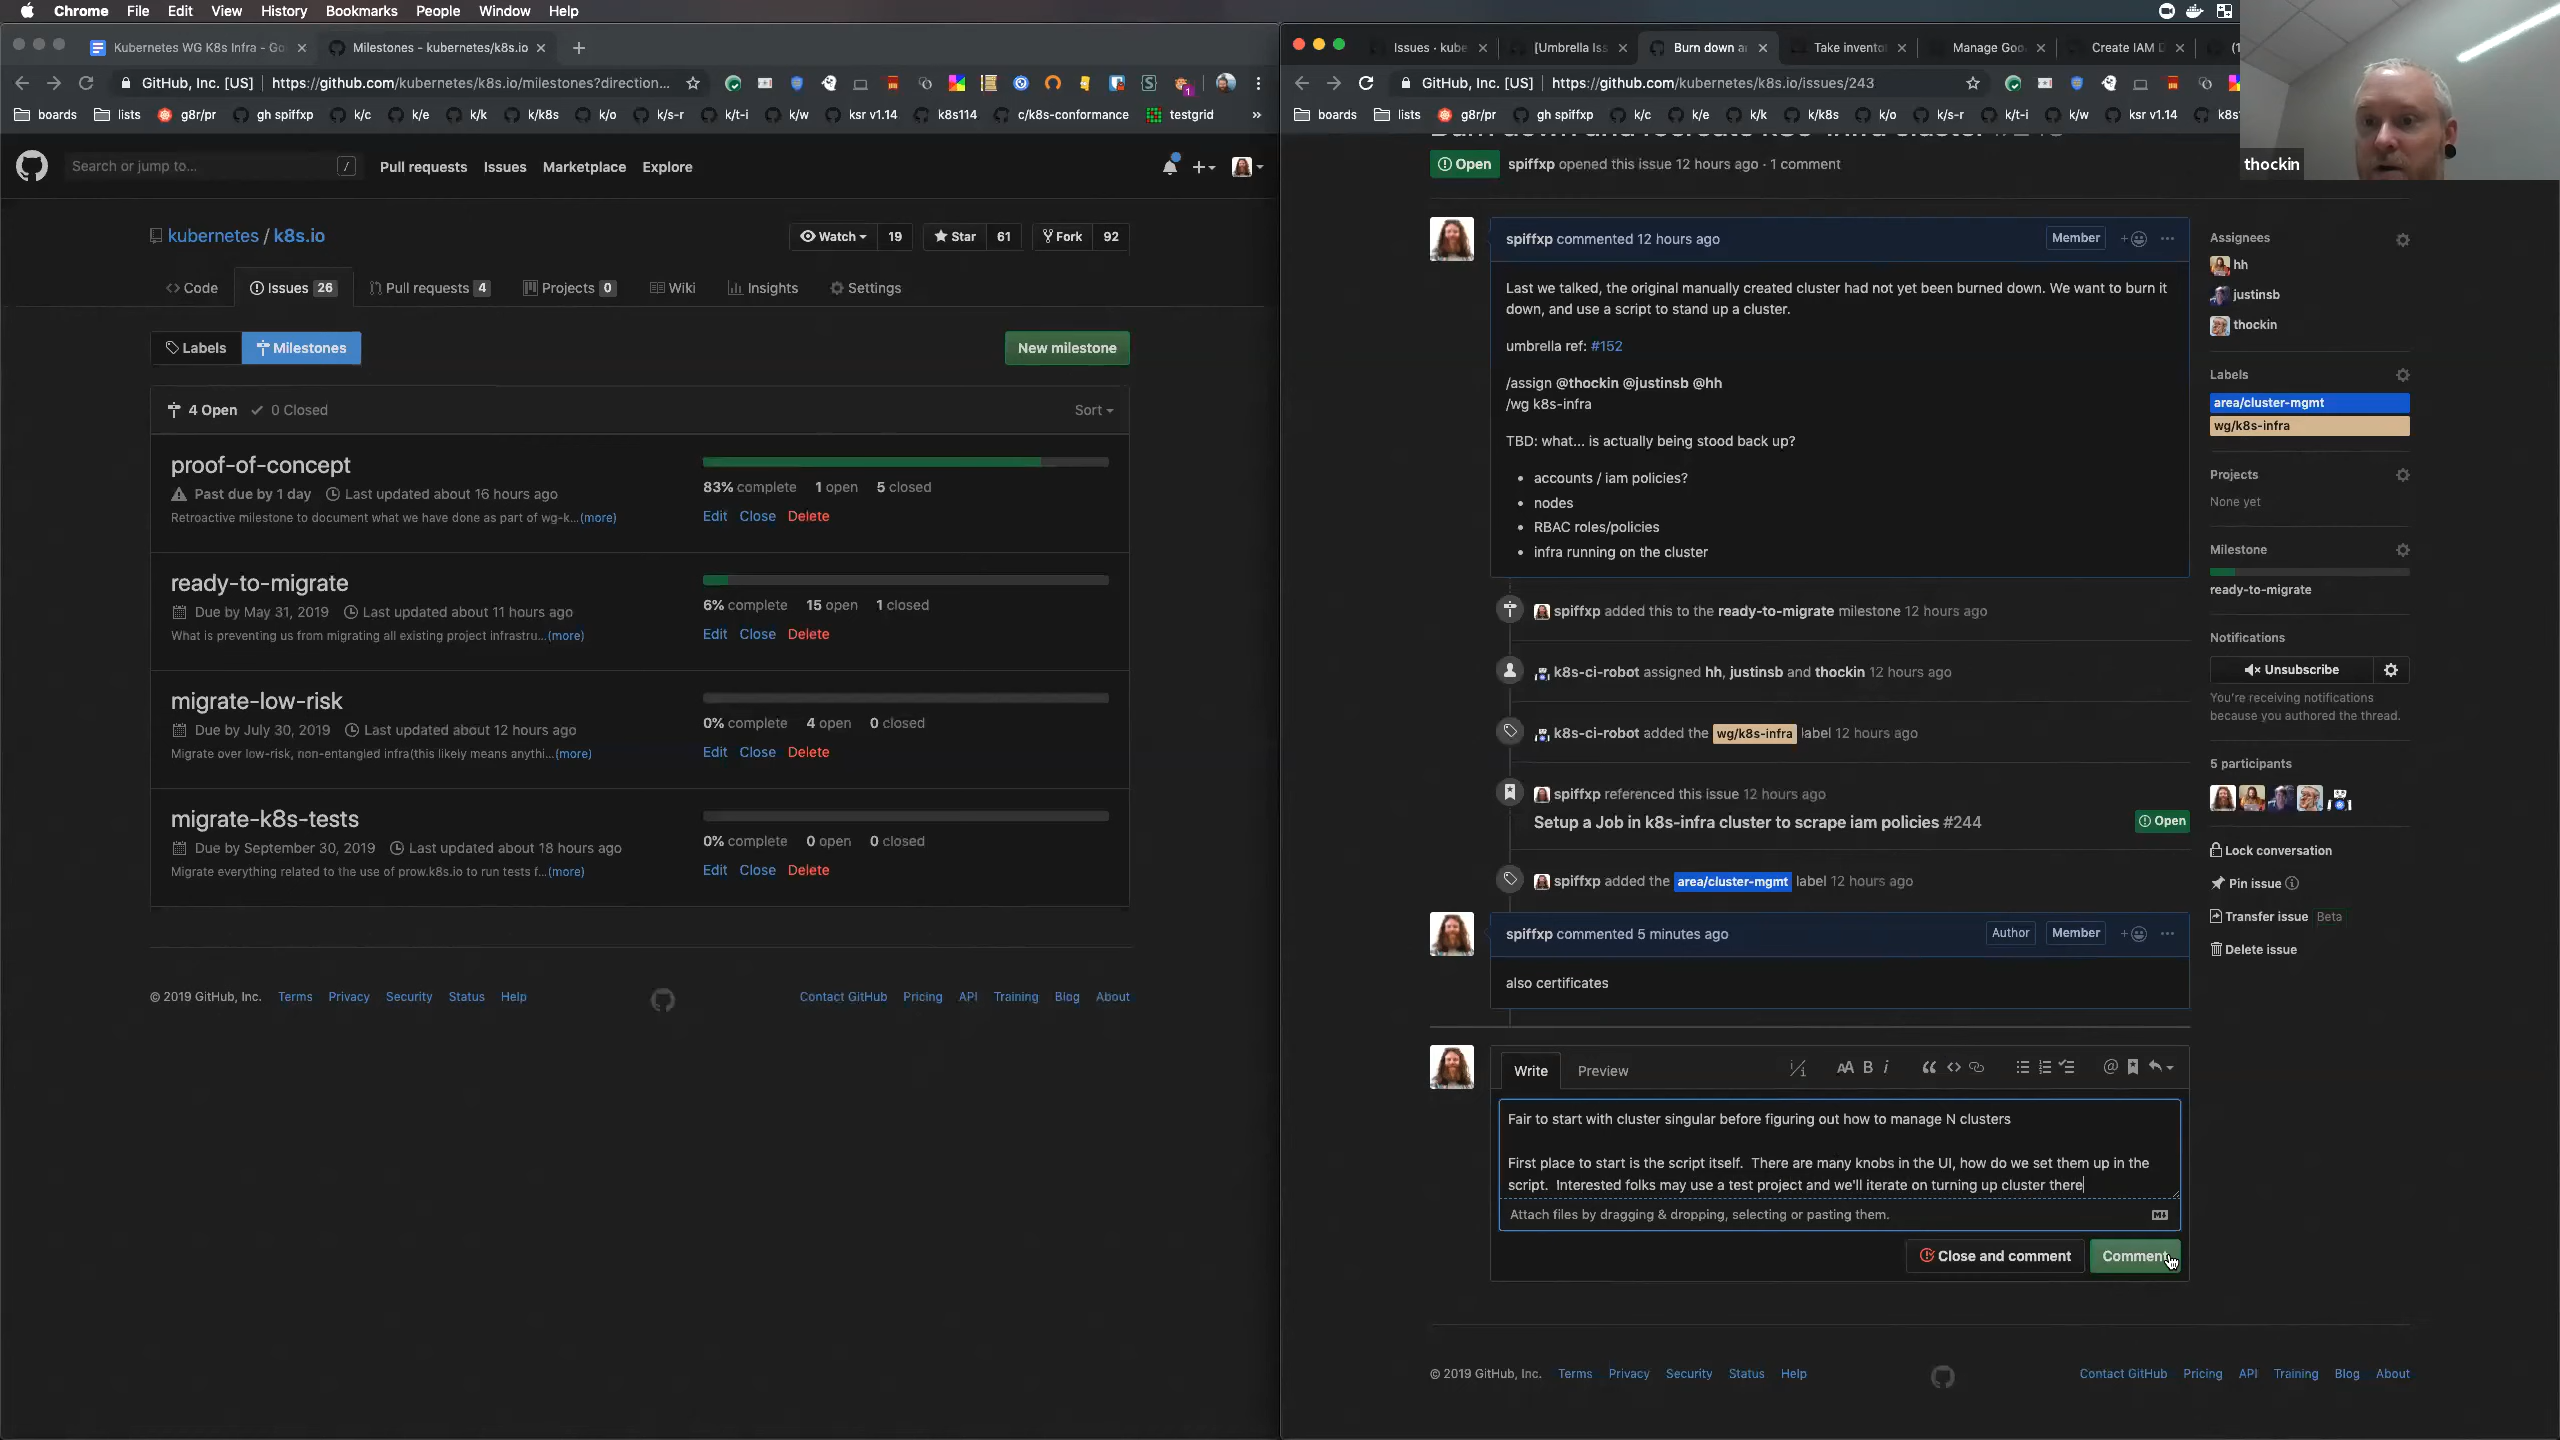 Chrome File Edit View History Bookmarks People Window Help
Kubernetes WG K8s Infra - Go
Milestones - kubernetes/k8s.io
GitHub, Inc. [US] https://github.com/kubernetes/k8s.io/milestones?direction...
boards lists g8r/pr gh spiffxp k/c k/e k/k k/k8s k/o k/s-r k/t-i k/w ksr v1.14 k8s114 c/k8s-conformance testgrid »
Search or jump to... /
Pull requests Issues Marketplace Explore
kubernetes / k8s.io
Watch 19 Star 61 Fork 92
Code Issues 26 Pull requests 4 Projects 0 Wiki Insights Settings
Labels Milestones
New milestone
4 Open 0 Closed
Sort
proof-of-concept
Past due by 1 day Last updated about 16 hours ago
Retroactive milestone to document what we have done as part of wg-k...(more)
83% complete 1 open 5 closed
Edit Close Delete
ready-to-migrate
Due by May 31, 2019 Last updated about 11 hours ago
What is preventing us from migrating all existing project infrastru...(more)
6% complete 15 open 1 closed
Edit Close Delete
migrate-low-risk
Due by July 30, 2019 Last updated about 12 hours ago
Migrate over low-risk, non-entangled infra(this likely means anythi...(more)
0% complete 4 open 0 closed
Edit Close Delete
migrate-k8s-tests
Due by September 30, 2019 Last updated about 18 hours ago
Migrate everything related to the use of prow.k8s.io to run tests f...(more)
0% complete 0 open 0 closed
Edit Close Delete
© 2019 GitHub, Inc. Terms Privacy Security Status Help
Contact GitHub Pricing API Training Blog About
Issues · kube
[Umbrella Iss
Burn down a
Take invento
Manage Goo
Create IAM
GitHub, Inc. [US] https://github.com/kubernetes/k8s.io/issues/243
boards lists g8r/pr gh spiffxp k/c k/e k/k k/k8s k/o k/s-r k/t-i k/w ksr v1.14 k8s
thockin
Open spiffxp opened this issue 12 hours ago · 1 comment
spiffxp commented 12 hours ago
Member
Last we talked, the original manually created cluster had not yet been burned down. We want to burn it
down, and use a script to stand up a cluster.
umbrella ref: #152
/assign @thockin @justinsb @hh
/wg k8s-infra
TBD: what... is actually being stood back up?
• accounts / iam policies?
• nodes
• RBAC roles/policies
• infra running on the cluster
spiffxp added this to the ready-to-migrate milestone 12 hours ago
k8s-ci-robot assigned hh, justinsb and thockin 12 hours ago
k8s-ci-robot added the wg/k8s-infra label 12 hours ago
spiffxp referenced this issue 12 hours ago
Setup a Job in k8s-infra cluster to scrape iam policies #244
Open
spiffxp added the area/cluster-mgmt label 12 hours ago
spiffxp commented 5 minutes ago
Author Member
also certificates
Write Preview
Fair to start with cluster singular before figuring out how to manage N clusters
First place to start is the script itself. There are many knobs in the UI, how do we set them up in the
script. Interested folks may use a test project and we'll iterate on turning up cluster there
Attach files by dragging & dropping, selecting or pasting them.
Close and comment
Comment
Assignees
hh
justinsb
thockin
Labels
area/cluster-mgmt
wg/k8s-infra
Projects
None yet
Milestone
ready-to-migrate
Notifications
Unsubscribe
You're receiving notifications
because you authored the thread.
5 participants
Lock conversation
Pin issue
Transfer issue Beta
Delete issue
© 2019 GitHub, Inc. Terms Privacy Security Status Help
Contact GitHub Pricing API Training Blog About